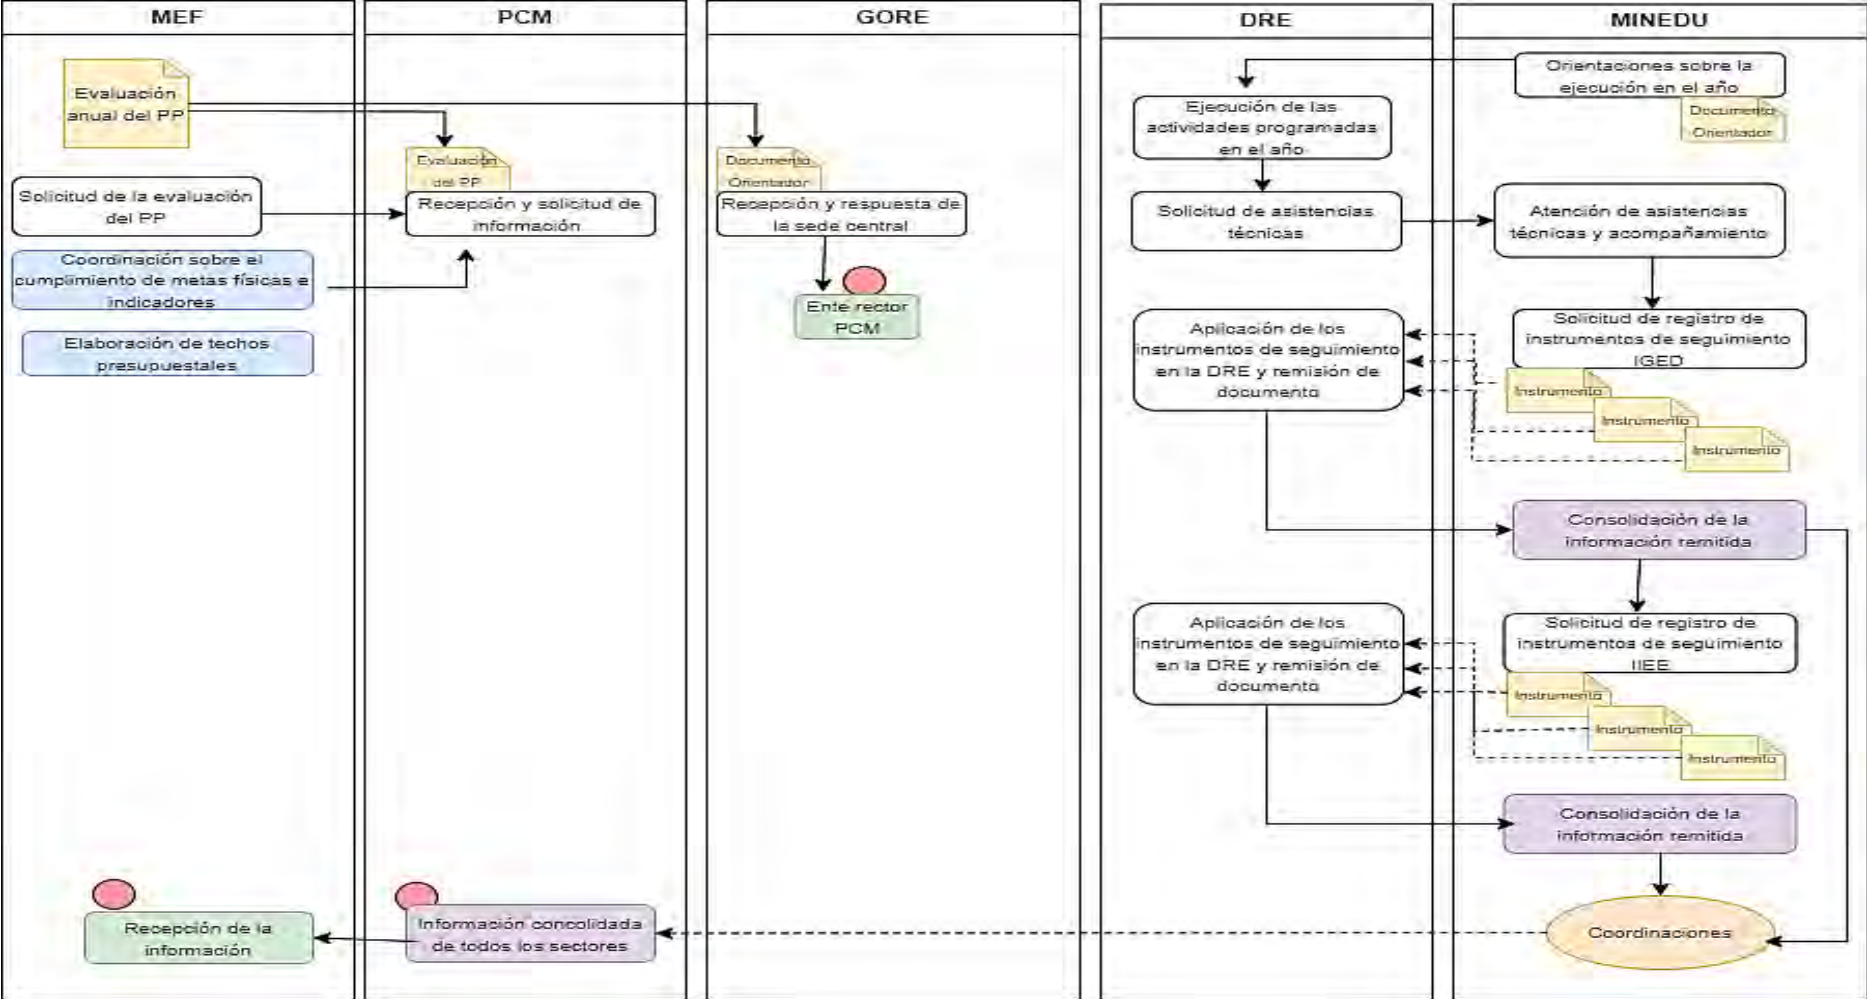 MEF
Evaluación
anual del PP
Solicitud de la evaluación
del PP
Coordinación sobre el
cumplimiento de metas físicas e
indicadores
Elaboración de techos
presupuestales
Recepción de la
información
PCM
Evaluación
del PP
Recepción y solicitud de
información
Información concolidada
de todos los sectores
GORE
Documento
Orientador
Recepción y respuesta de
la sede central
Ente rector
PCM
DRE
Ejecución de las
actividades programadas
en el año
Solicitud de asistencias
técnicas
Aplicación de los
instrumentos de seguimiento
en la DRE y remisión de
documento
Aplicación de los
instrumentos de seguimiento
en la DRE y remisión de
documento
MINEDU
Orientaciones sobre la
ejecución en el año
Documento
Orientador
Atención de asistencias
técnicas y acompañamiento
Solicitud de registro de
instrumentos de seguimiento
IGED
Instrumento
Instrumento
Instrumento
Consolidación de la
información remitida
Solicitud de registro de
instrumentos de seguimiento
IIEE
Instrumento
Instrumento
Instrumento
Consolidación de la
información remitida
Coordinaciones